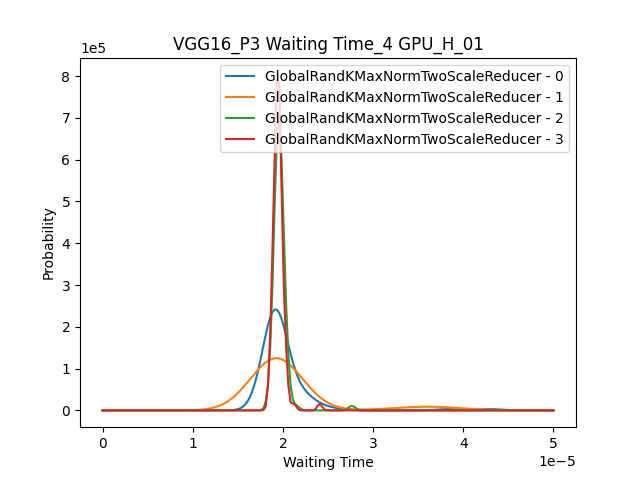 VGG16_P3 Waiting Time_4 GPU_H_01
1e5
GlobalRandKMaxNormTwoScaleReducer - 0
GlobalRandKMaxNormTwoScaleReducer - 1
GlobalRandKMaxNormTwoScaleReducer - 2
GlobalRandKMaxNormTwoScaleReducer - 3
8
7
6
5
4
3
2
1
0
Probability
0
1
2
3
4
5
Waiting Time
1e−5